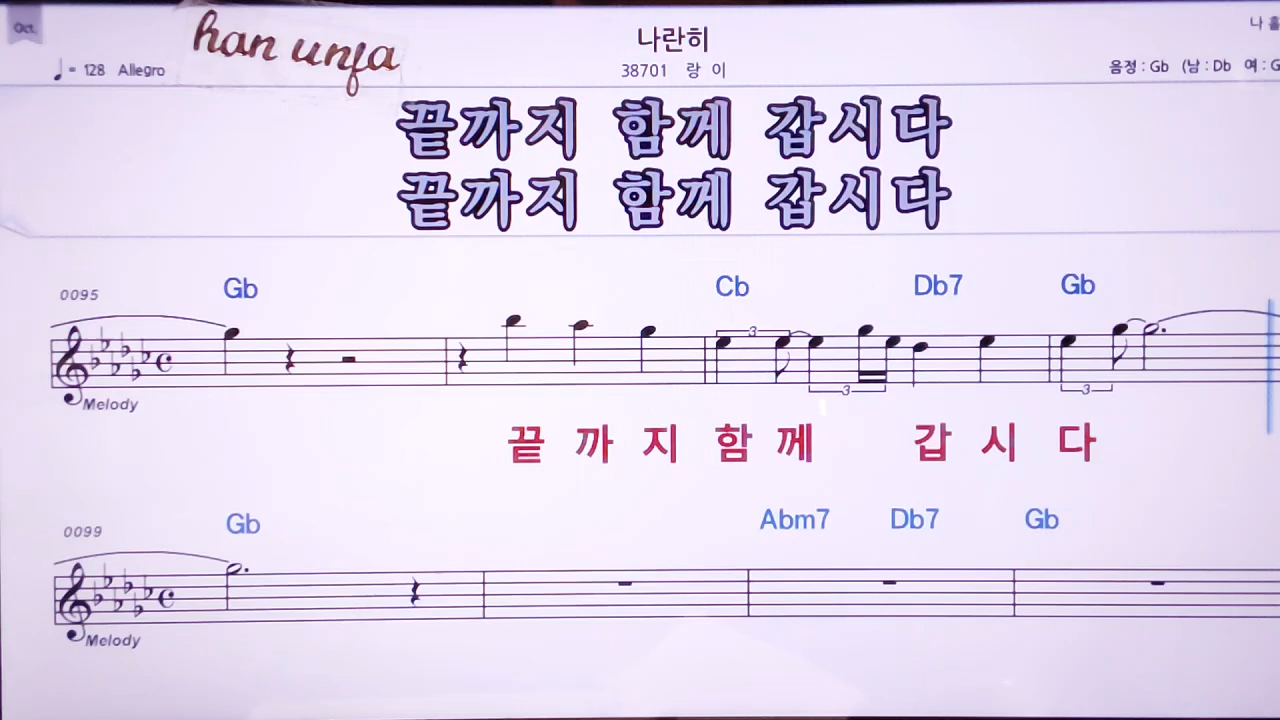 Oct.
han unja
나란히
나 훌
♩= 128 Allegro
38701 랑 이
음정 : Gb (남 : Db 여 : G
끝까지 함께 갑시다
끝까지 함께 갑시다
0095 Gb Cb Db7 Gb
3 3 3
Melody
끝 까 지 함 께 갑 시 다
0099 Gb Abm7 Db7 Gb
Melody